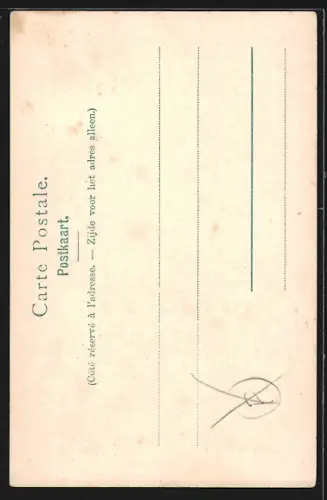 Carte Postale.
Postkaart.
(Côté réservé à l'adresse. — Zijde voor het adres alleen.)